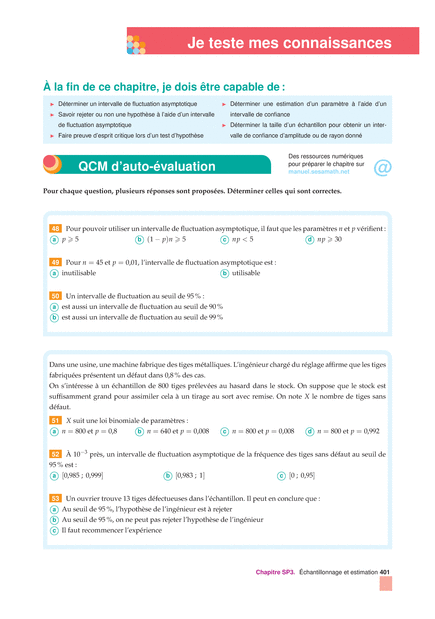 Je teste mes connaissances
À la fin de ce chapitre, je dois être capable de :
► Déterminer un intervalle de fluctuation asymptotique
► Savoir rejeter ou non une hypothèse à l'aide d'un intervalle
de fluctuation asymptotique
► Faire preuve d'esprit critique lors d'un test d'hypothèse
► Déterminer une estimation d'un paramètre à l'aide d'un
intervalle de confiance
► Déterminer la taille d'un échantillon pour obtenir un inter-
valle de confiance d'amplitude ou de rayon donné
QCM d'auto-évaluation
Des ressources numériques
pour préparer le chapitre sur
manuel.sesamath.net
@
Pour chaque question, plusieurs réponses sont proposées. Déterminer celles qui sont correctes.
48 Pour pouvoir utiliser un intervalle de fluctuation asymptotique, il faut que les paramètres n et p vérifient :
a p ⩾ 5 b (1 − p)n ⩾ 5 c np < 5 d np ⩾ 30
49 Pour n = 45 et p = 0,01, l'intervalle de fluctuation asymptotique est :
a inutilisable b utilisable
50 Un intervalle de fluctuation au seuil de 95 % :
a est aussi un intervalle de fluctuation au seuil de 90 %
b est aussi un intervalle de fluctuation au seuil de 99 %
Dans une usine, une machine fabrique des tiges métalliques. L'ingénieur chargé du réglage affirme que les tiges
fabriquées présentent un défaut dans 0,8 % des cas.
On s'intéresse à un échantillon de 800 tiges prélevées au hasard dans le stock. On suppose que le stock est
suffisamment grand pour assimiler cela à un tirage au sort avec remise. On note X le nombre de tiges sans
défaut.
51 X suit une loi binomiale de paramètres :
a n = 800 et p = 0,8 b n = 640 et p = 0,008 c n = 800 et p = 0,008 d n = 800 et p = 0,992
52 À 10⁻³ près, un intervalle de fluctuation asymptotique de la fréquence des tiges sans défaut au seuil de
95 % est :
a [0,985 ; 0,999] b [0,983 ; 1] c [0 ; 0,95]
53 Un ouvrier trouve 13 tiges défectueuses dans l'échantillon. Il peut en conclure que :
a Au seuil de 95 %, l'hypothèse de l'ingénieur est à rejeter
b Au seuil de 95 %, on ne peut pas rejeter l'hypothèse de l'ingénieur
c Il faut recommencer l'expérience
Chapitre SP3. Échantillonnage et estimation 401